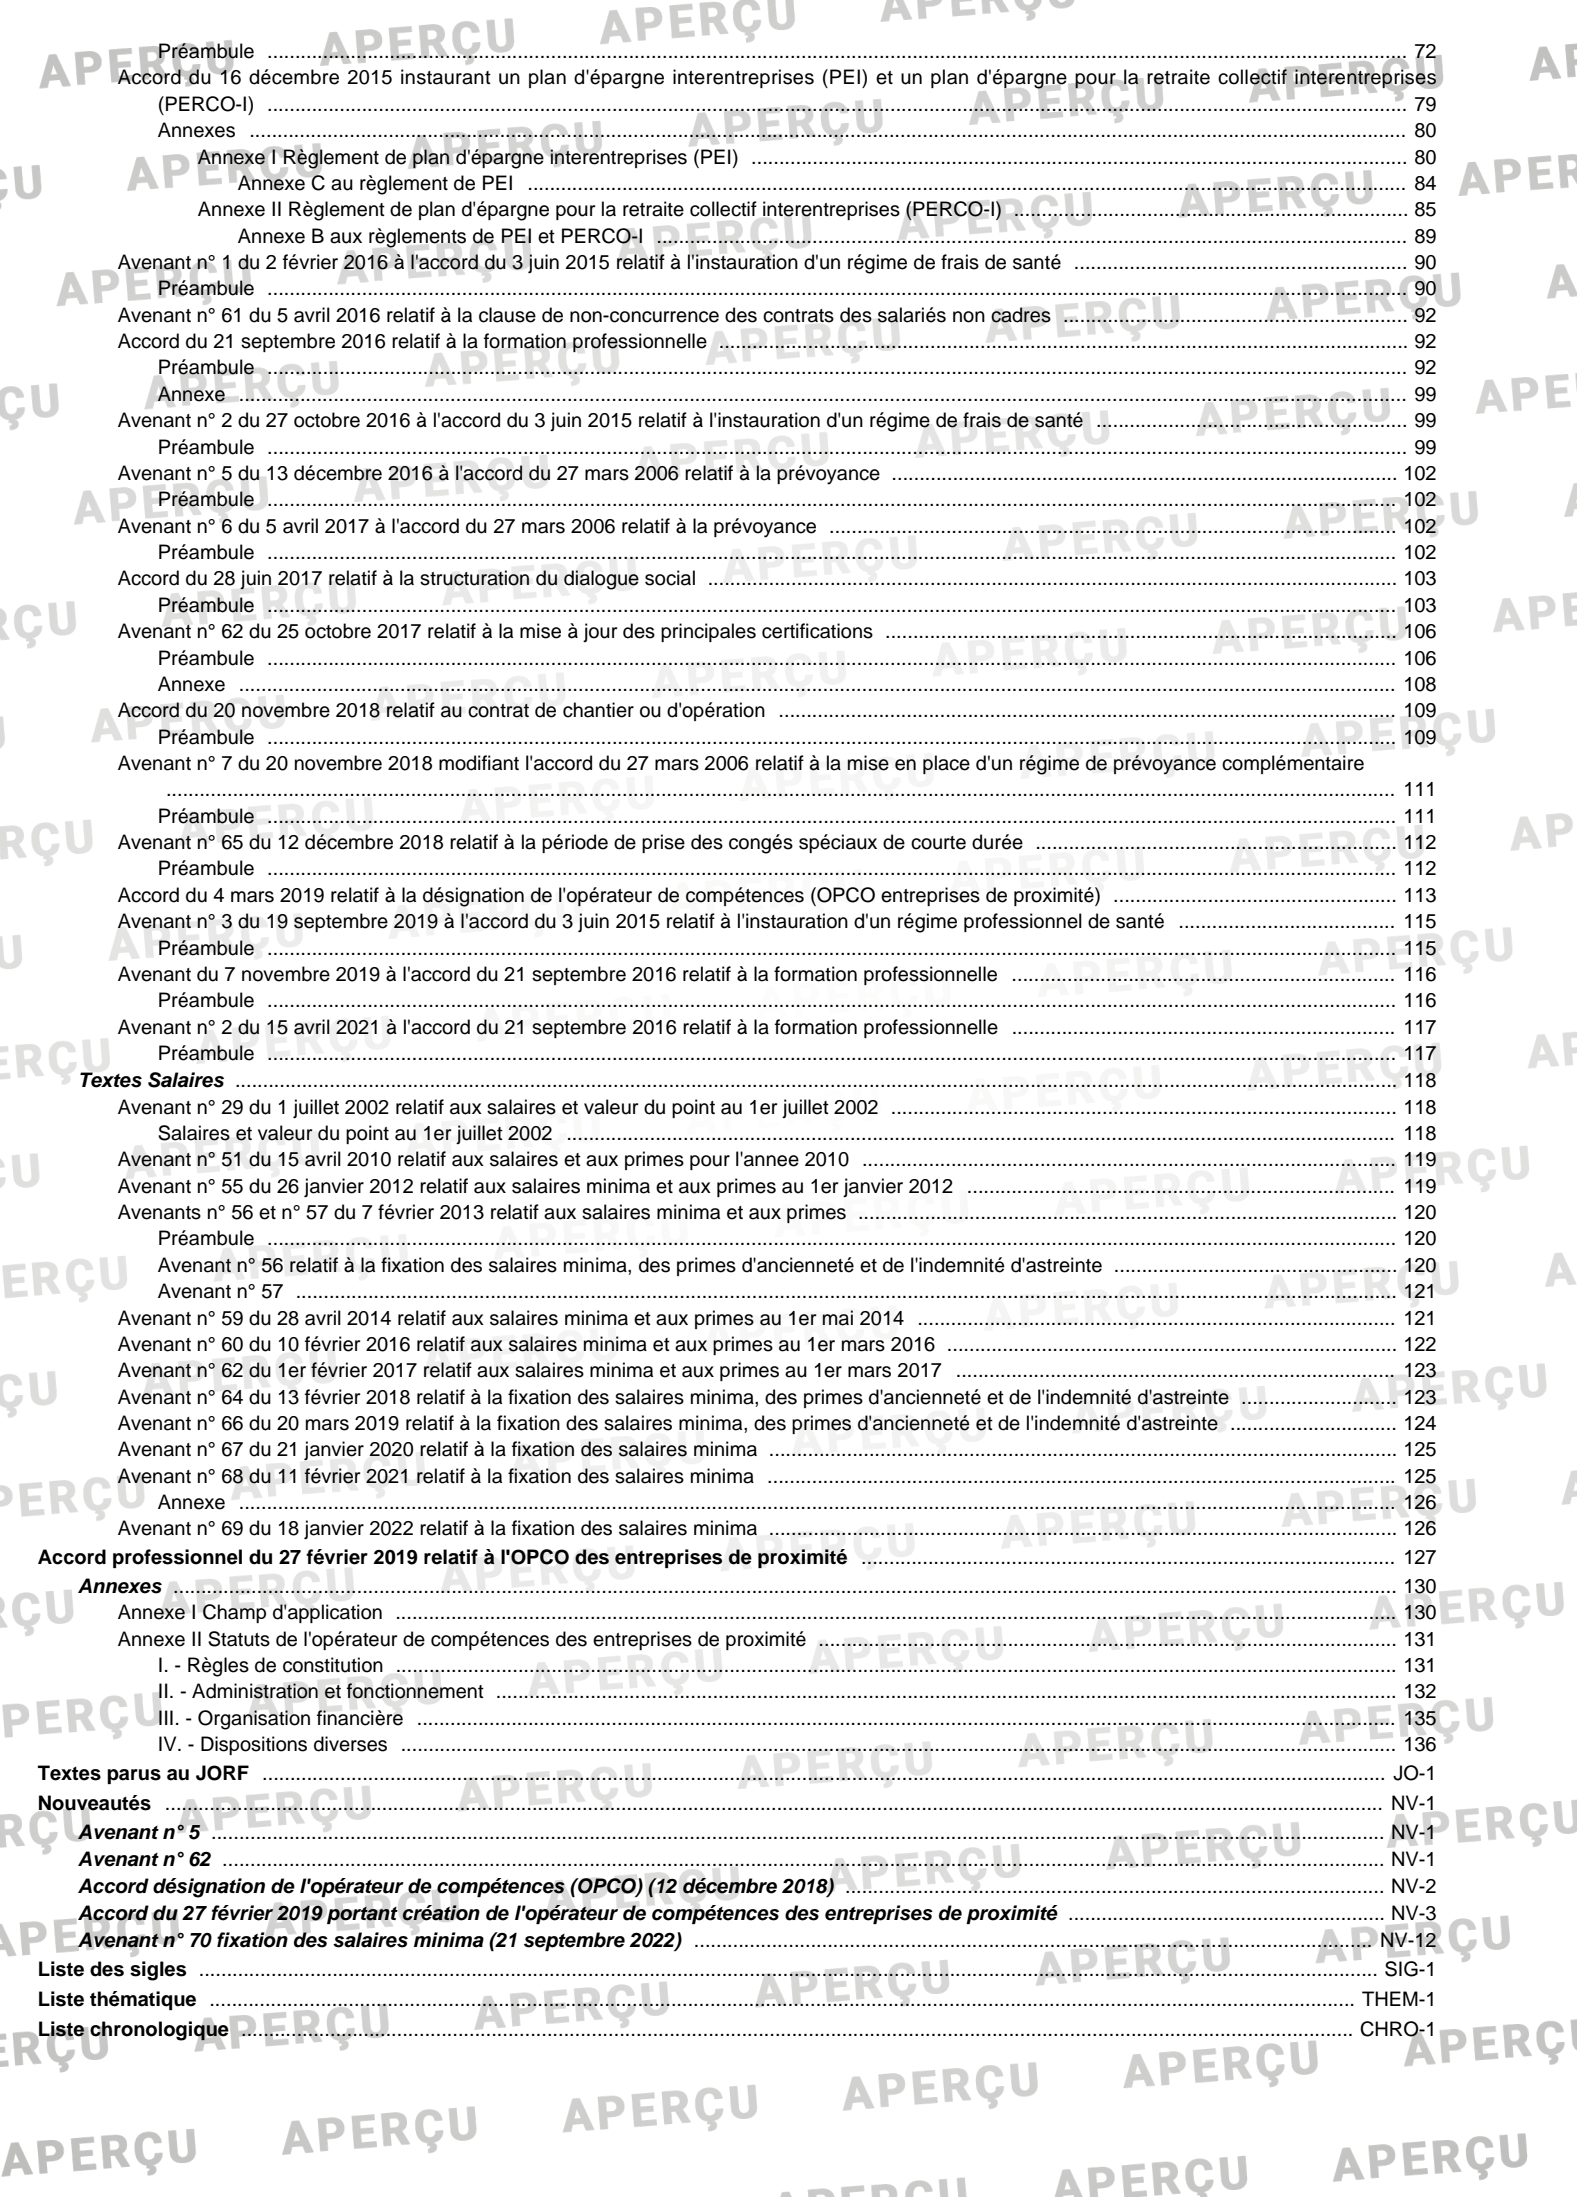 Préambule ... 72
Accord du 16 décembre 2015 instaurant un plan d'épargne interentreprises (PEI) et un plan d'épargne pour la retraite collectif interentreprises
(PERCO-I) ... 79
Annexes ... 80
Annexe I Règlement de plan d'épargne interentreprises (PEI) ... 80
Annexe C au règlement de PEI ... 84
Annexe II Règlement de plan d'épargne pour la retraite collectif interentreprises (PERCO-I) ... 85
Annexe B aux règlements de PEI et PERCO-I ... 89
Avenant n° 1 du 2 février 2016 à l'accord du 3 juin 2015 relatif à l'instauration d'un régime de frais de santé ... 90
Préambule ... 90
Avenant n° 61 du 5 avril 2016 relatif à la clause de non-concurrence des contrats des salariés non cadres ... 92
Accord du 21 septembre 2016 relatif à la formation professionnelle ... 92
Préambule ... 92
Annexe ... 99
Avenant n° 2 du 27 octobre 2016 à l'accord du 3 juin 2015 relatif à l'instauration d'un régime de frais de santé ... 99
Préambule ... 99
Avenant n° 5 du 13 décembre 2016 à l'accord du 27 mars 2006 relatif à la prévoyance ... 102
Préambule ... 102
Avenant n° 6 du 5 avril 2017 à l'accord du 27 mars 2006 relatif à la prévoyance ... 102
Préambule ... 102
Accord du 28 juin 2017 relatif à la structuration du dialogue social ... 103
Préambule ... 103
Avenant n° 62 du 25 octobre 2017 relatif à la mise à jour des principales certifications ... 106
Préambule ... 106
Annexe ... 108
Accord du 20 novembre 2018 relatif au contrat de chantier ou d'opération ... 109
Préambule ... 109
Avenant n° 7 du 20 novembre 2018 modifiant l'accord du 27 mars 2006 relatif à la mise en place d'un régime de prévoyance complémentaire
... 111
Préambule ... 111
Avenant n° 65 du 12 décembre 2018 relatif à la période de prise des congés spéciaux de courte durée ... 112
Préambule ... 112
Accord du 4 mars 2019 relatif à la désignation de l'opérateur de compétences (OPCO entreprises de proximité) ... 113
Avenant n° 3 du 19 septembre 2019 à l'accord du 3 juin 2015 relatif à l'instauration d'un régime professionnel de santé ... 115
Préambule ... 115
Avenant du 7 novembre 2019 à l'accord du 21 septembre 2016 relatif à la formation professionnelle ... 116
Préambule ... 116
Avenant n° 2 du 15 avril 2021 à l'accord du 21 septembre 2016 relatif à la formation professionnelle ... 117
Préambule ... 117
Textes Salaires ... 118
Avenant n° 29 du 1 juillet 2002 relatif aux salaires et valeur du point au 1er juillet 2002 ... 118
Salaires et valeur du point au 1er juillet 2002 ... 118
Avenant n° 51 du 15 avril 2010 relatif aux salaires et aux primes pour l'annee 2010 ... 119
Avenant n° 55 du 26 janvier 2012 relatif aux salaires minima et aux primes au 1er janvier 2012 ... 119
Avenants n° 56 et n° 57 du 7 février 2013 relatif aux salaires minima et aux primes ... 120
Préambule ... 120
Avenant n° 56 relatif à la fixation des salaires minima, des primes d'ancienneté et de l'indemnité d'astreinte ... 120
Avenant n° 57 ... 121
Avenant n° 59 du 28 avril 2014 relatif aux salaires minima et aux primes au 1er mai 2014 ... 121
Avenant n° 60 du 10 février 2016 relatif aux salaires minima et aux primes au 1er mars 2016 ... 122
Avenant n° 62 du 1er février 2017 relatif aux salaires minima et aux primes au 1er mars 2017 ... 123
Avenant n° 64 du 13 février 2018 relatif à la fixation des salaires minima, des primes d'ancienneté et de l'indemnité d'astreinte ... 123
Avenant n° 66 du 20 mars 2019 relatif à la fixation des salaires minima, des primes d'ancienneté et de l'indemnité d'astreinte ... 124
Avenant n° 67 du 21 janvier 2020 relatif à la fixation des salaires minima ... 125
Avenant n° 68 du 11 février 2021 relatif à la fixation des salaires minima ... 125
Annexe ... 126
Avenant n° 69 du 18 janvier 2022 relatif à la fixation des salaires minima ... 126
Accord professionnel du 27 février 2019 relatif à l'OPCO des entreprises de proximité ... 127
Annexes ... 130
Annexe I Champ d'application ... 130
Annexe II Statuts de l'opérateur de compétences des entreprises de proximité ... 131
I. - Règles de constitution ... 131
II. - Administration et fonctionnement ... 132
III. - Organisation financière ... 135
IV. - Dispositions diverses ... 136
Textes parus au JORF ... JO-1
Nouveautés ... NV-1
Avenant n° 5 ... NV-1
Avenant n° 62 ... NV-1
Accord désignation de l'opérateur de compétences (OPCO) (12 décembre 2018) ... NV-2
Accord du 27 février 2019 portant création de l'opérateur de compétences des entreprises de proximité ... NV-3
Avenant n° 70 fixation des salaires minima (21 septembre 2022) ... NV-12
Liste des sigles ... SIG-1
Liste thématique ... THEM-1
Liste chronologique ... CHRO-1
APERÇU